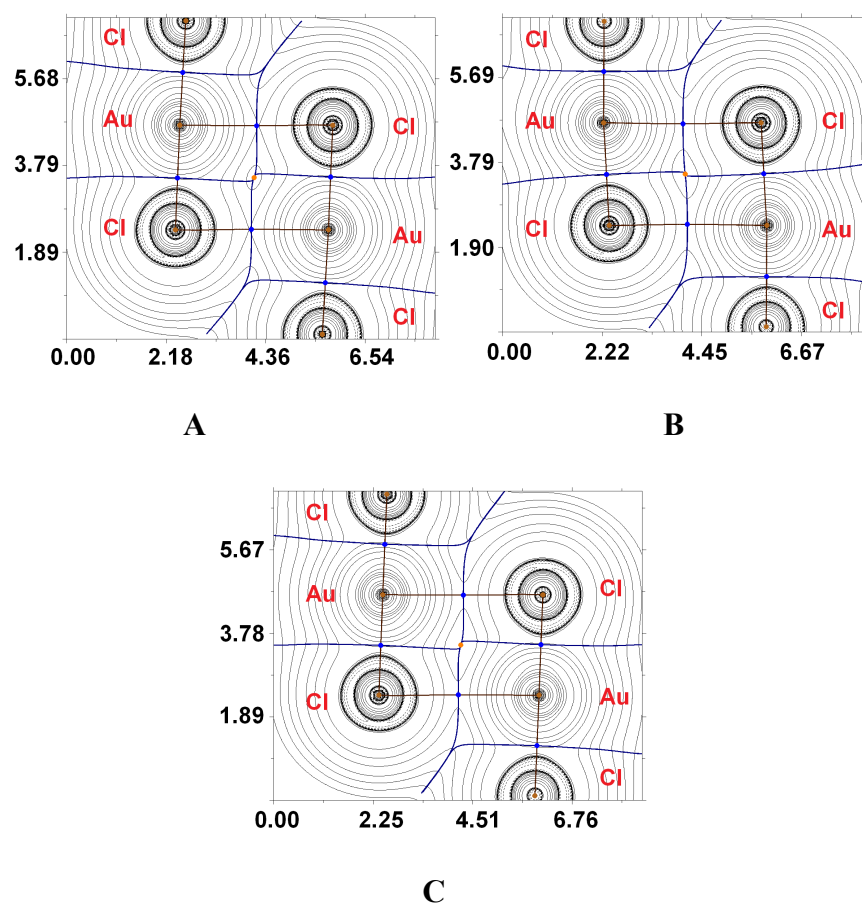 Cl Cl
5.68 5.69
Au Cl Au Cl
3.79 3.79
Cl Au Cl Au
1.89 1.90
Cl Cl
0.00 2.18 4.36 6.54 0.00 2.22 4.45 6.67
A B
Cl
5.67
Au Cl
3.78
Cl Au
1.89
Cl
0.00 2.25 4.51 6.76
C